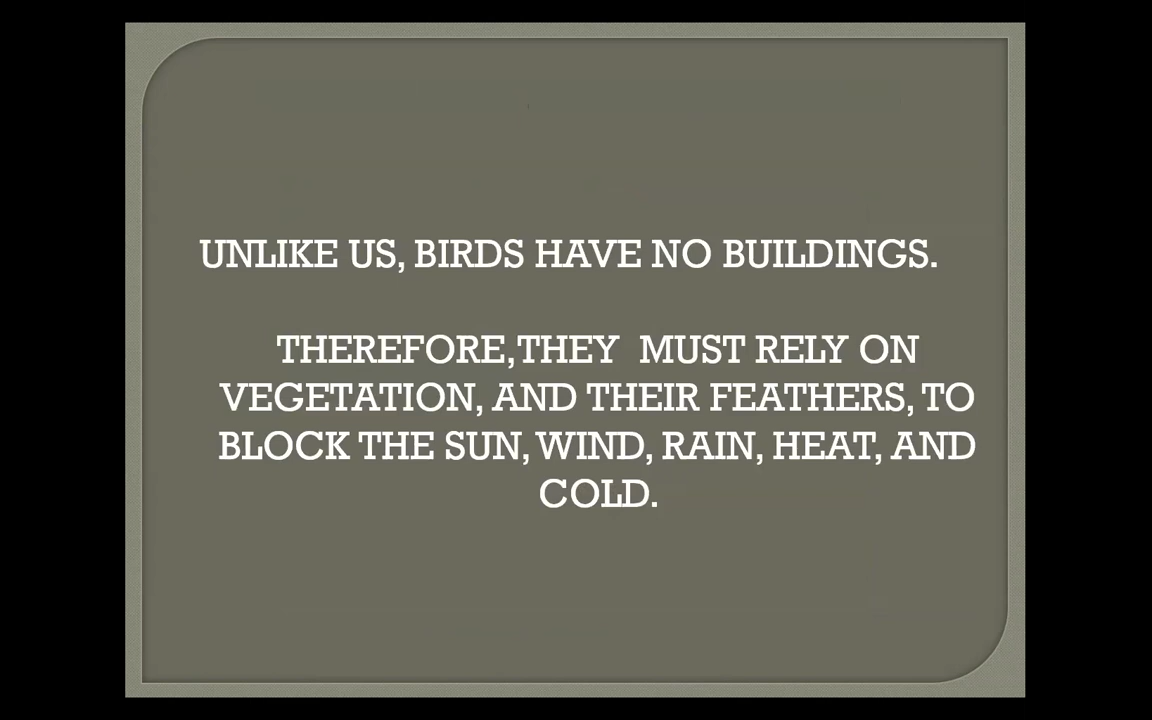 UNLIKE US, BIRDS HAVE NO BUILDINGS.
THEREFORE,THEY  MUST RELY ON
VEGETATION, AND THEIR FEATHERS, TO
BLOCK THE SUN, WIND, RAIN, HEAT, AND
COLD.